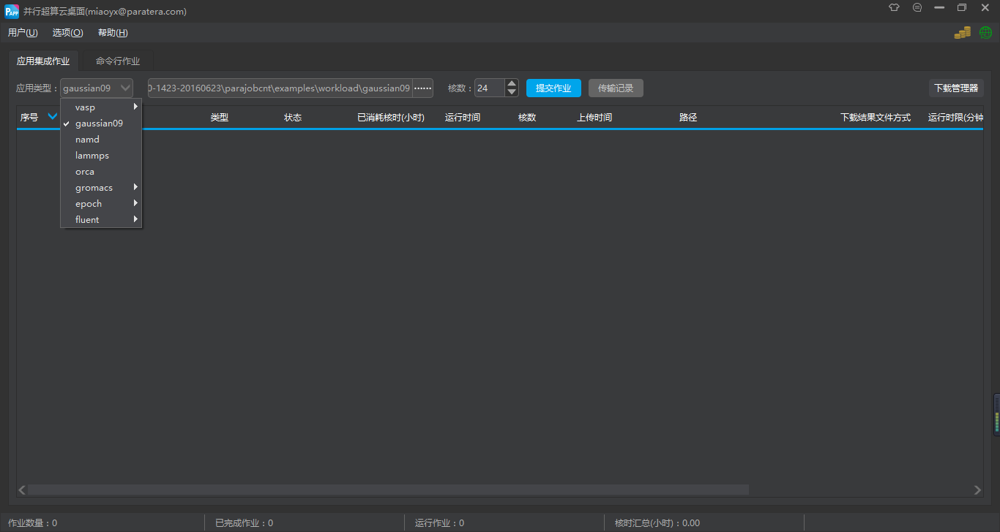 PAPP 并行超算云桌面(miaoyx@paratera.com)
用户(U) 选项(O) 帮助(H)
应用集成作业 命令行作业
应用类型： gaussian09 0-1423-20160623\parajobcnt\examples\workload\gaussian09 ······ 核数： 24 提交作业 传输记录 下载管理器
序号 类型 状态 已消耗核时(小时) 运行时间 核数 上传时间 路径 下载结果文件方式 运行时限(分钟
vasp
gaussian09
namd
lammps
orca
gromacs
epoch
fluent
作业数量：0 已完成作业：0 运行作业：0 核时汇总(小时)：0.00